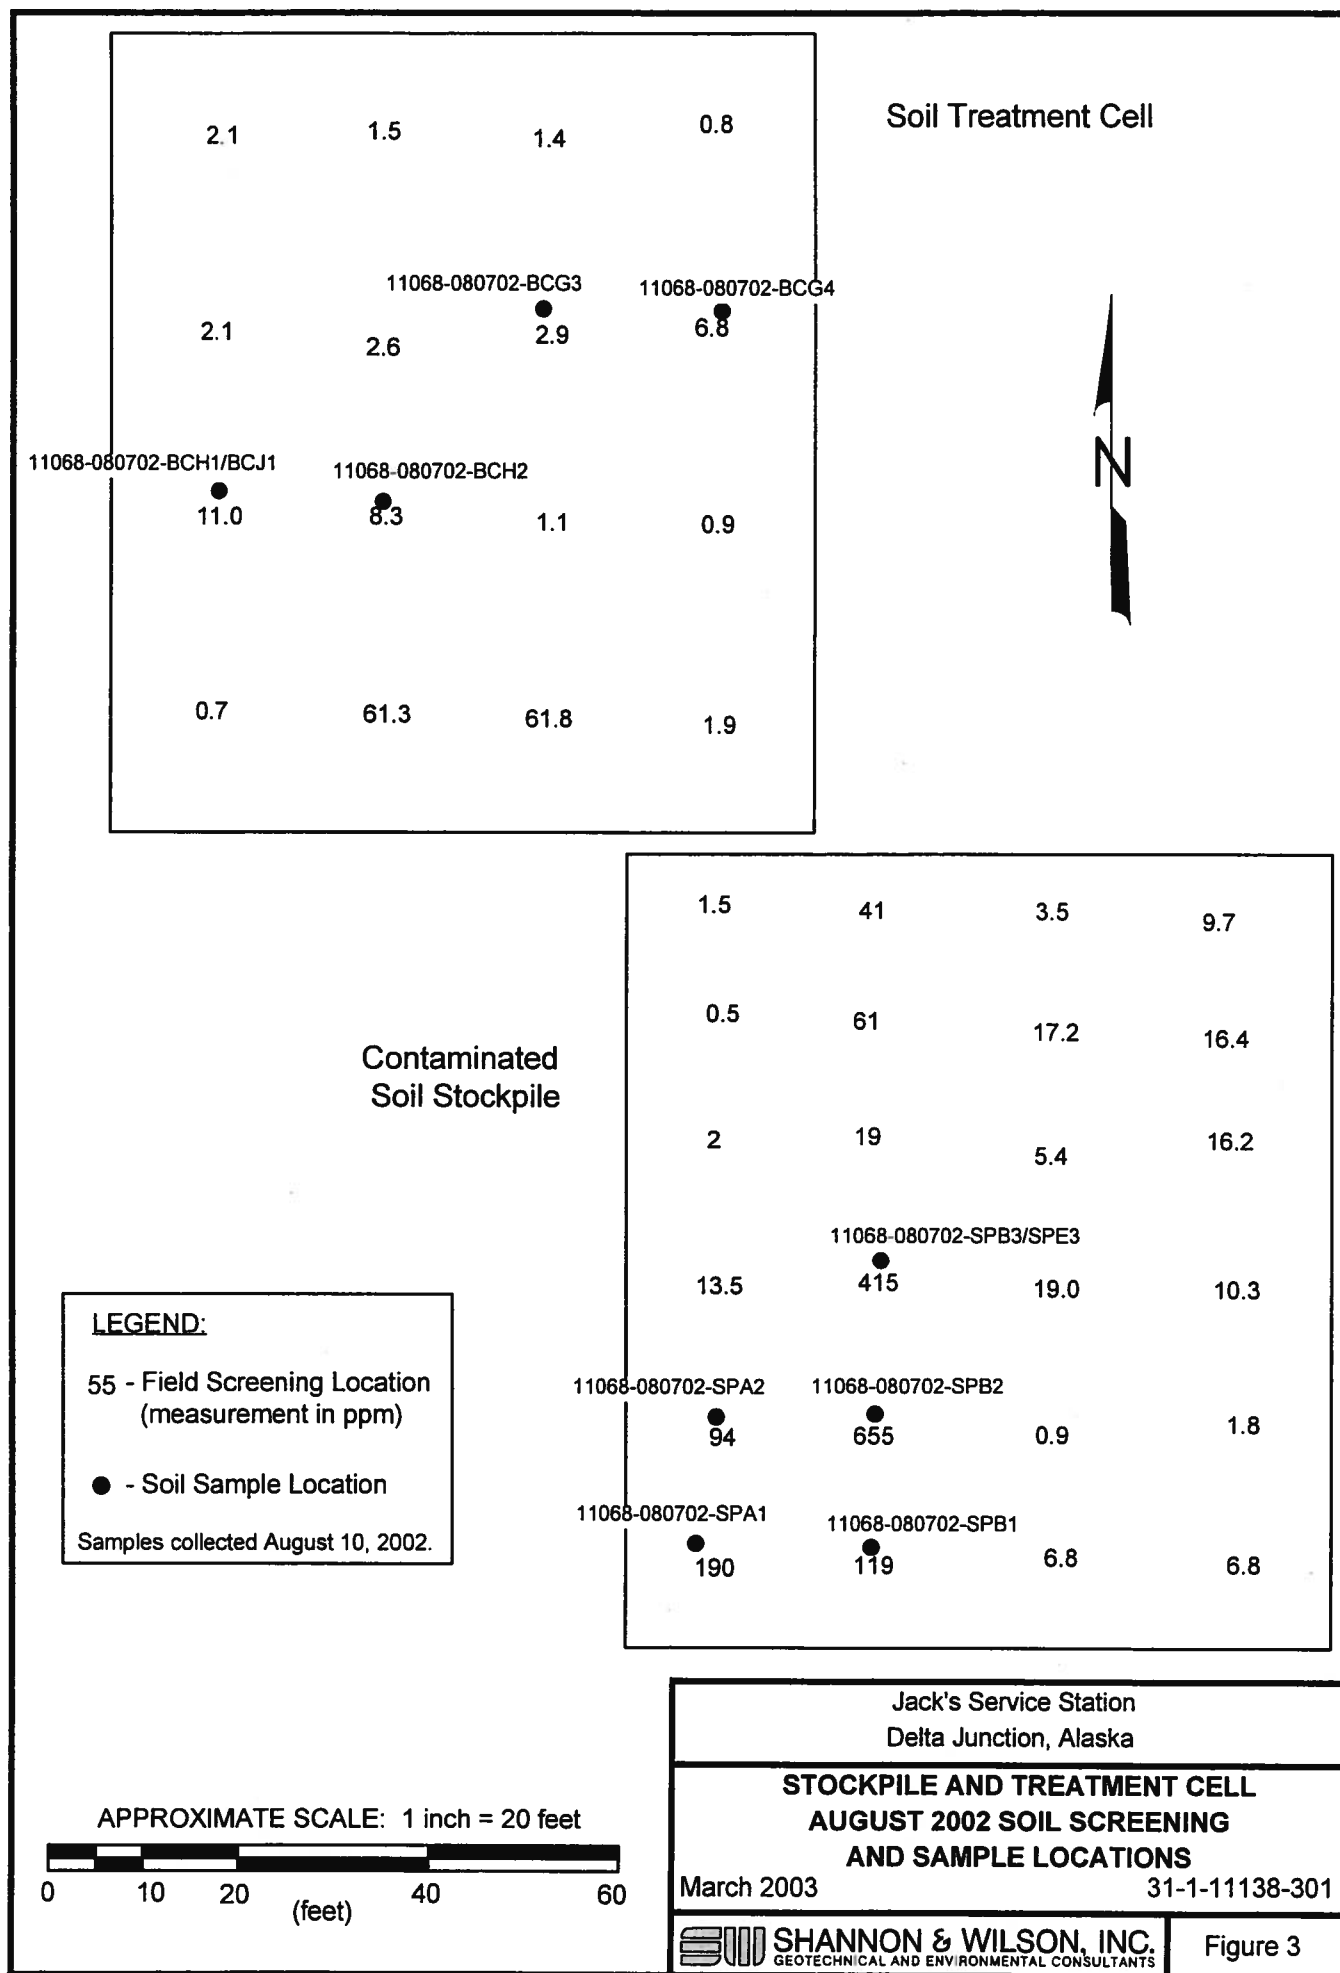 Soil Treatment Cell
2.1 1.5 1.4 0.8
11068-080702-BCG3 11068-080702-BCG4
2.1 2.6 2.9 6.8
11068-080702-BCH1/BCJ1 11068-080702-BCH2
11.0 8.3 1.1 0.9
0.7 61.3 61.8 1.9
N
Contaminated
Soil Stockpile
1.5 41 3.5 9.7
0.5 61 17.2 16.4
2 19 5.4 16.2
11068-080702-SPB3/SPE3
13.5 415 19.0 10.3
11068-080702-SPA2 11068-080702-SPB2
94 655 0.9 1.8
11068-080702-SPA1 11068-080702-SPB1
190 119 6.8 6.8
LEGEND:
55 - Field Screening Location
(measurement in ppm)
- Soil Sample Location
Samples collected August 10, 2002.
APPROXIMATE SCALE: 1 inch = 20 feet
0 10 20 40 60
(feet)
Jack's Service Station
Delta Junction, Alaska
STOCKPILE AND TREATMENT CELL
AUGUST 2002 SOIL SCREENING
AND SAMPLE LOCATIONS
March 2003 31-1-11138-301
SHANNON & WILSON, INC.
GEOTECHNICAL AND ENVIRONMENTAL CONSULTANTS
Figure 3